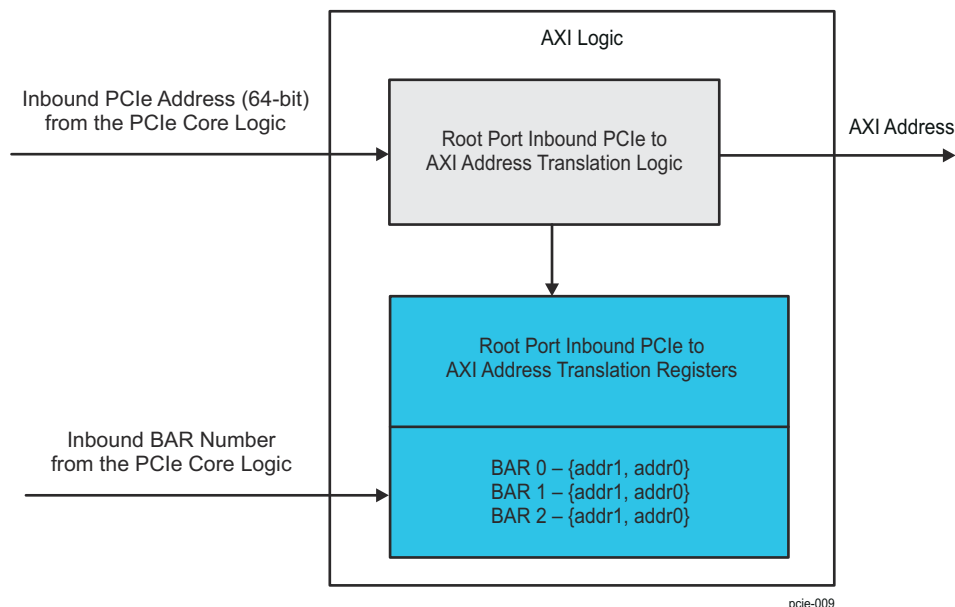 AXI Logic
Inbound PCIe Address (64-bit)
from the PCIe Core Logic
Root Port Inbound PCIe to
AXI Address Translation Logic
AXI Address
Root Port Inbound PCIe to
AXI Address Translation Registers
Inbound BAR Number
from the PCIe Core Logic
BAR 0 – {addr1, addr0}
BAR 1 – {addr1, addr0}
BAR 2 – {addr1, addr0}
pcie-009